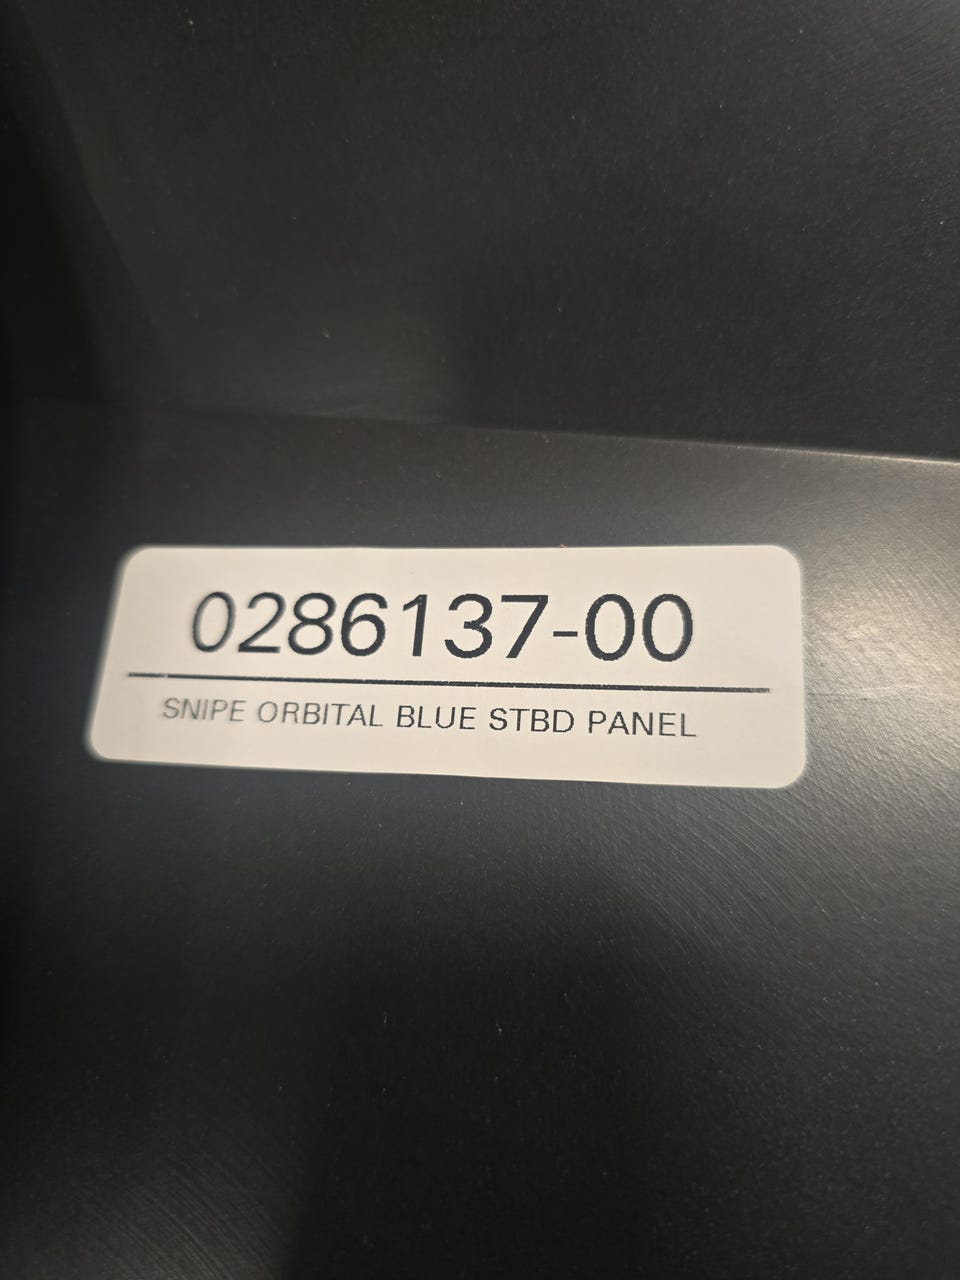 0286137-00
SNIPE ORBITAL BLUE STBD PANEL